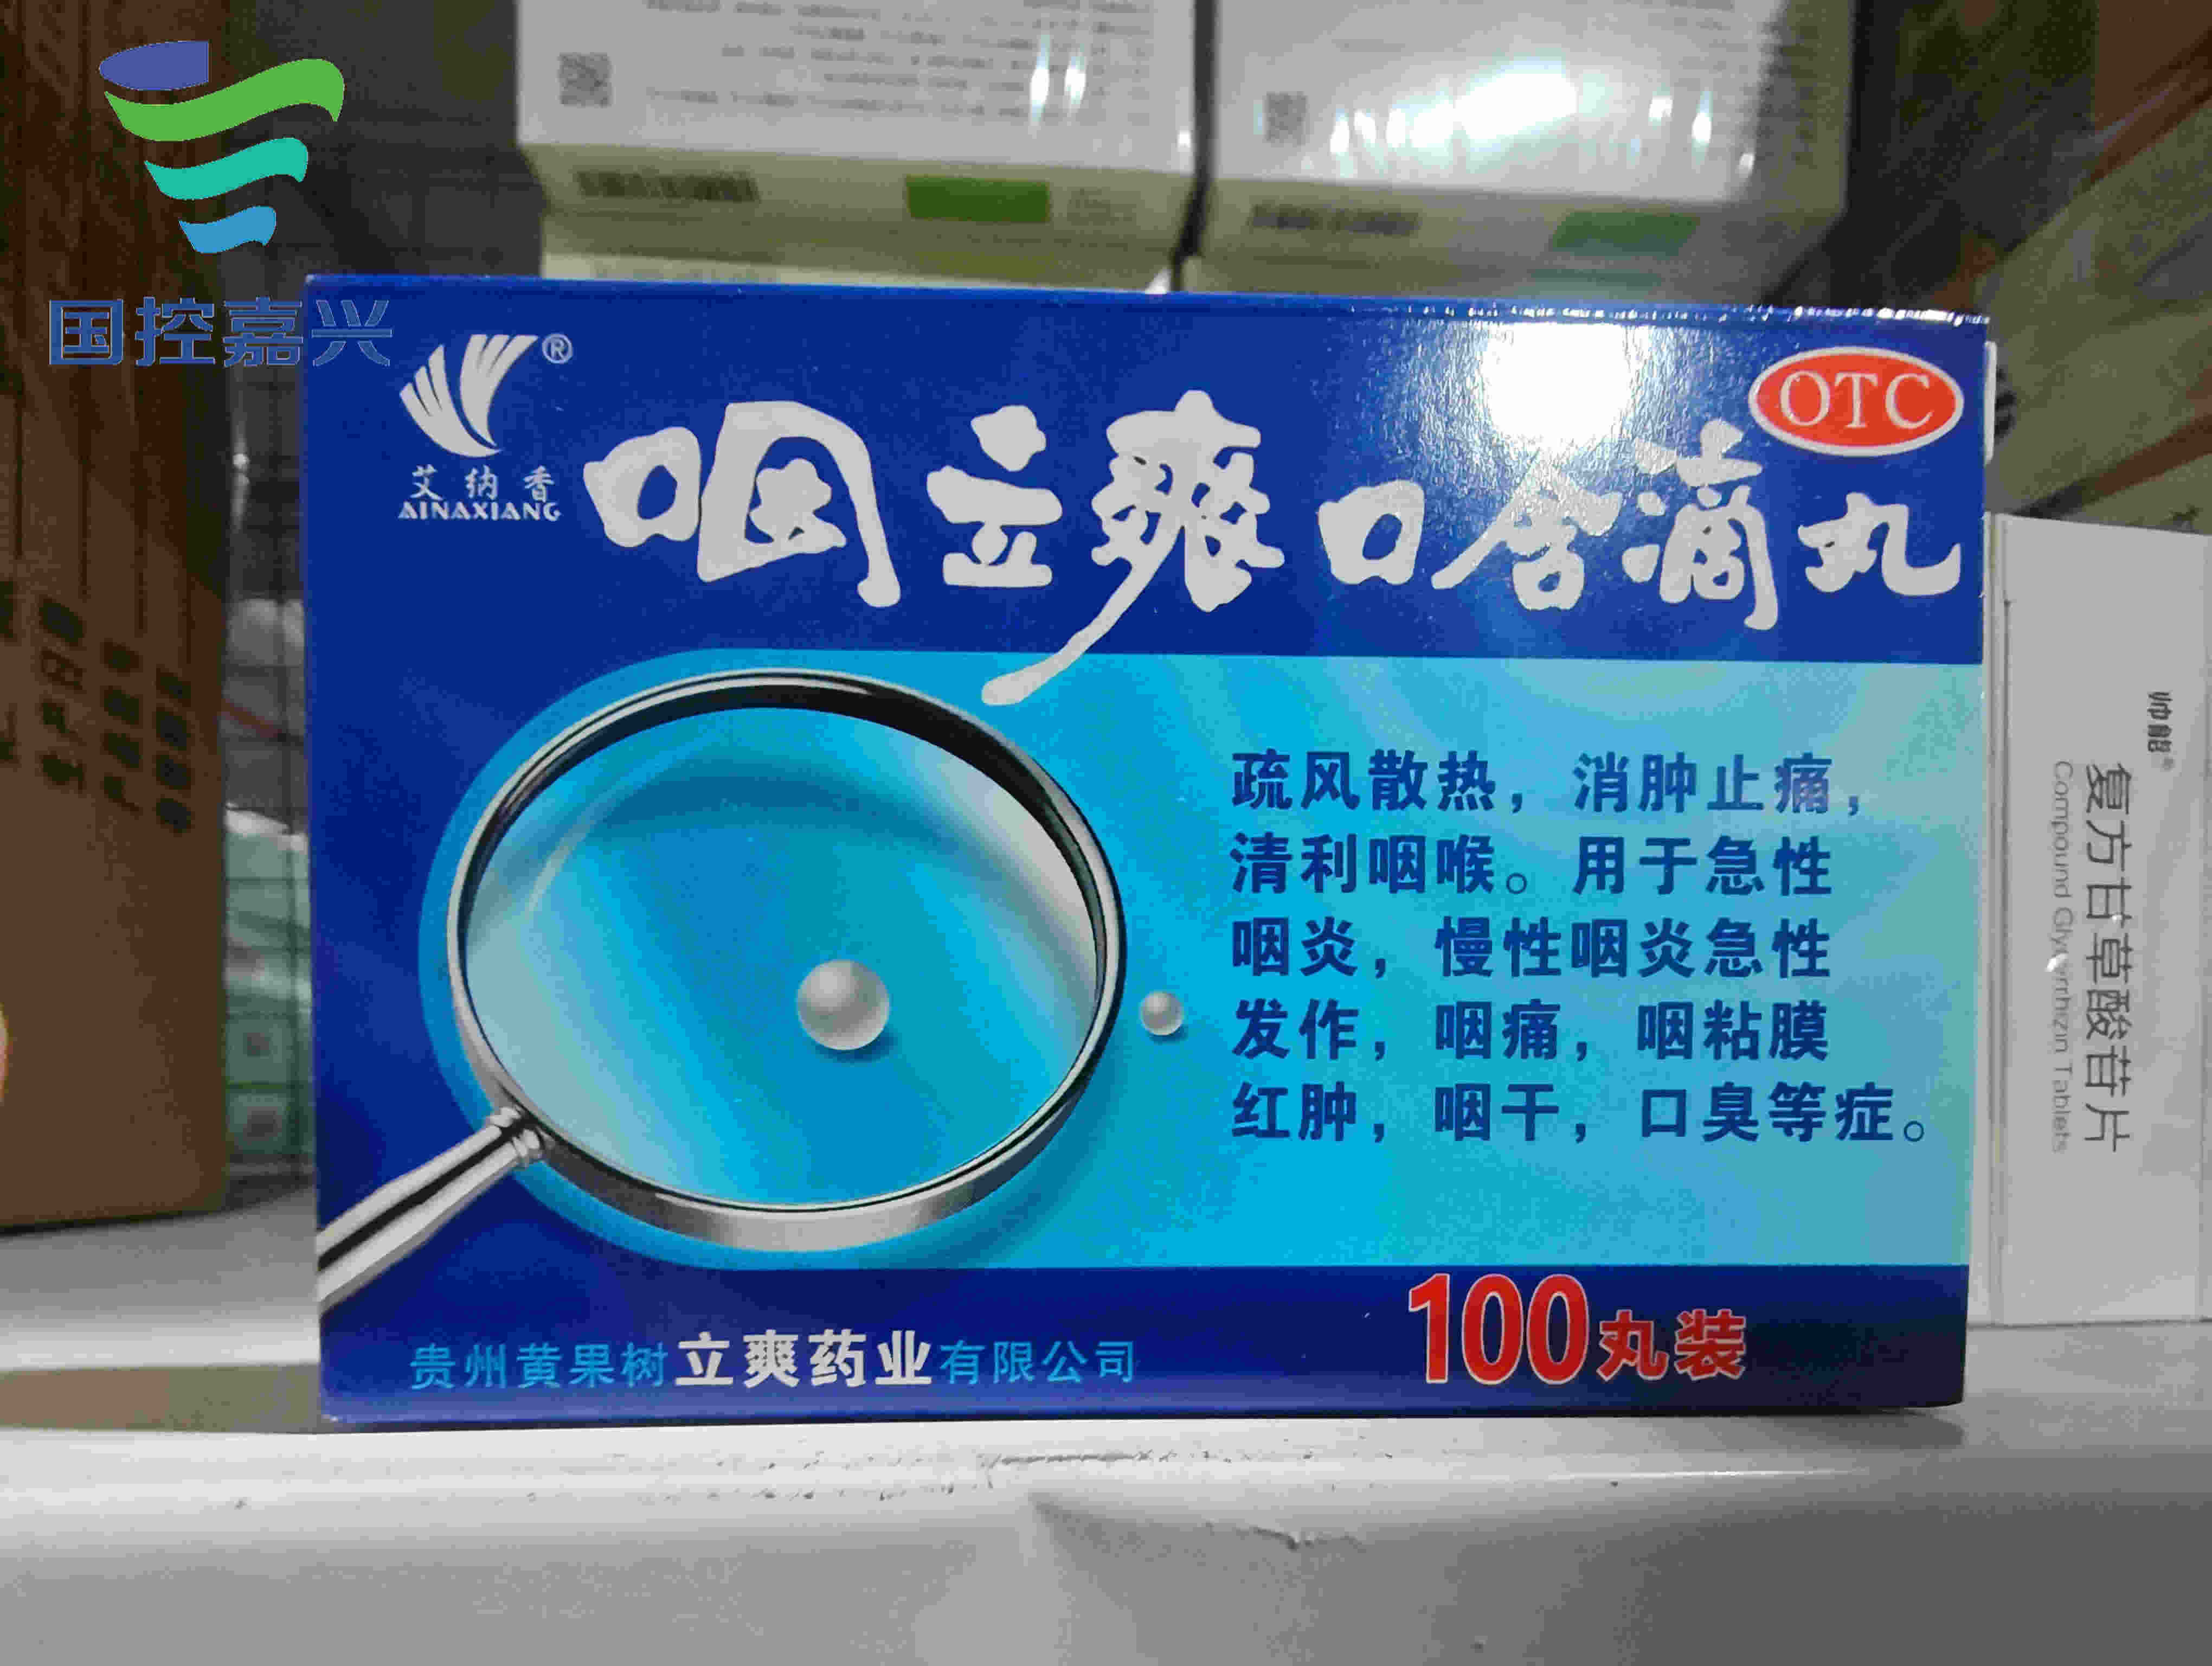 国控嘉兴
®
艾纳香
AINAXIANG
咽立爽口含滴丸
OTC
疏风散热，消肿止痛，
清利咽喉。用于急性
咽炎，慢性咽炎急性
发作，咽痛，咽粘膜
红肿，咽干，口臭等症。
贵州黄果树立爽药业有限公司
100丸装
帅能®
复方甘草酸苷片
Compound Glycyrrhizin Tablets